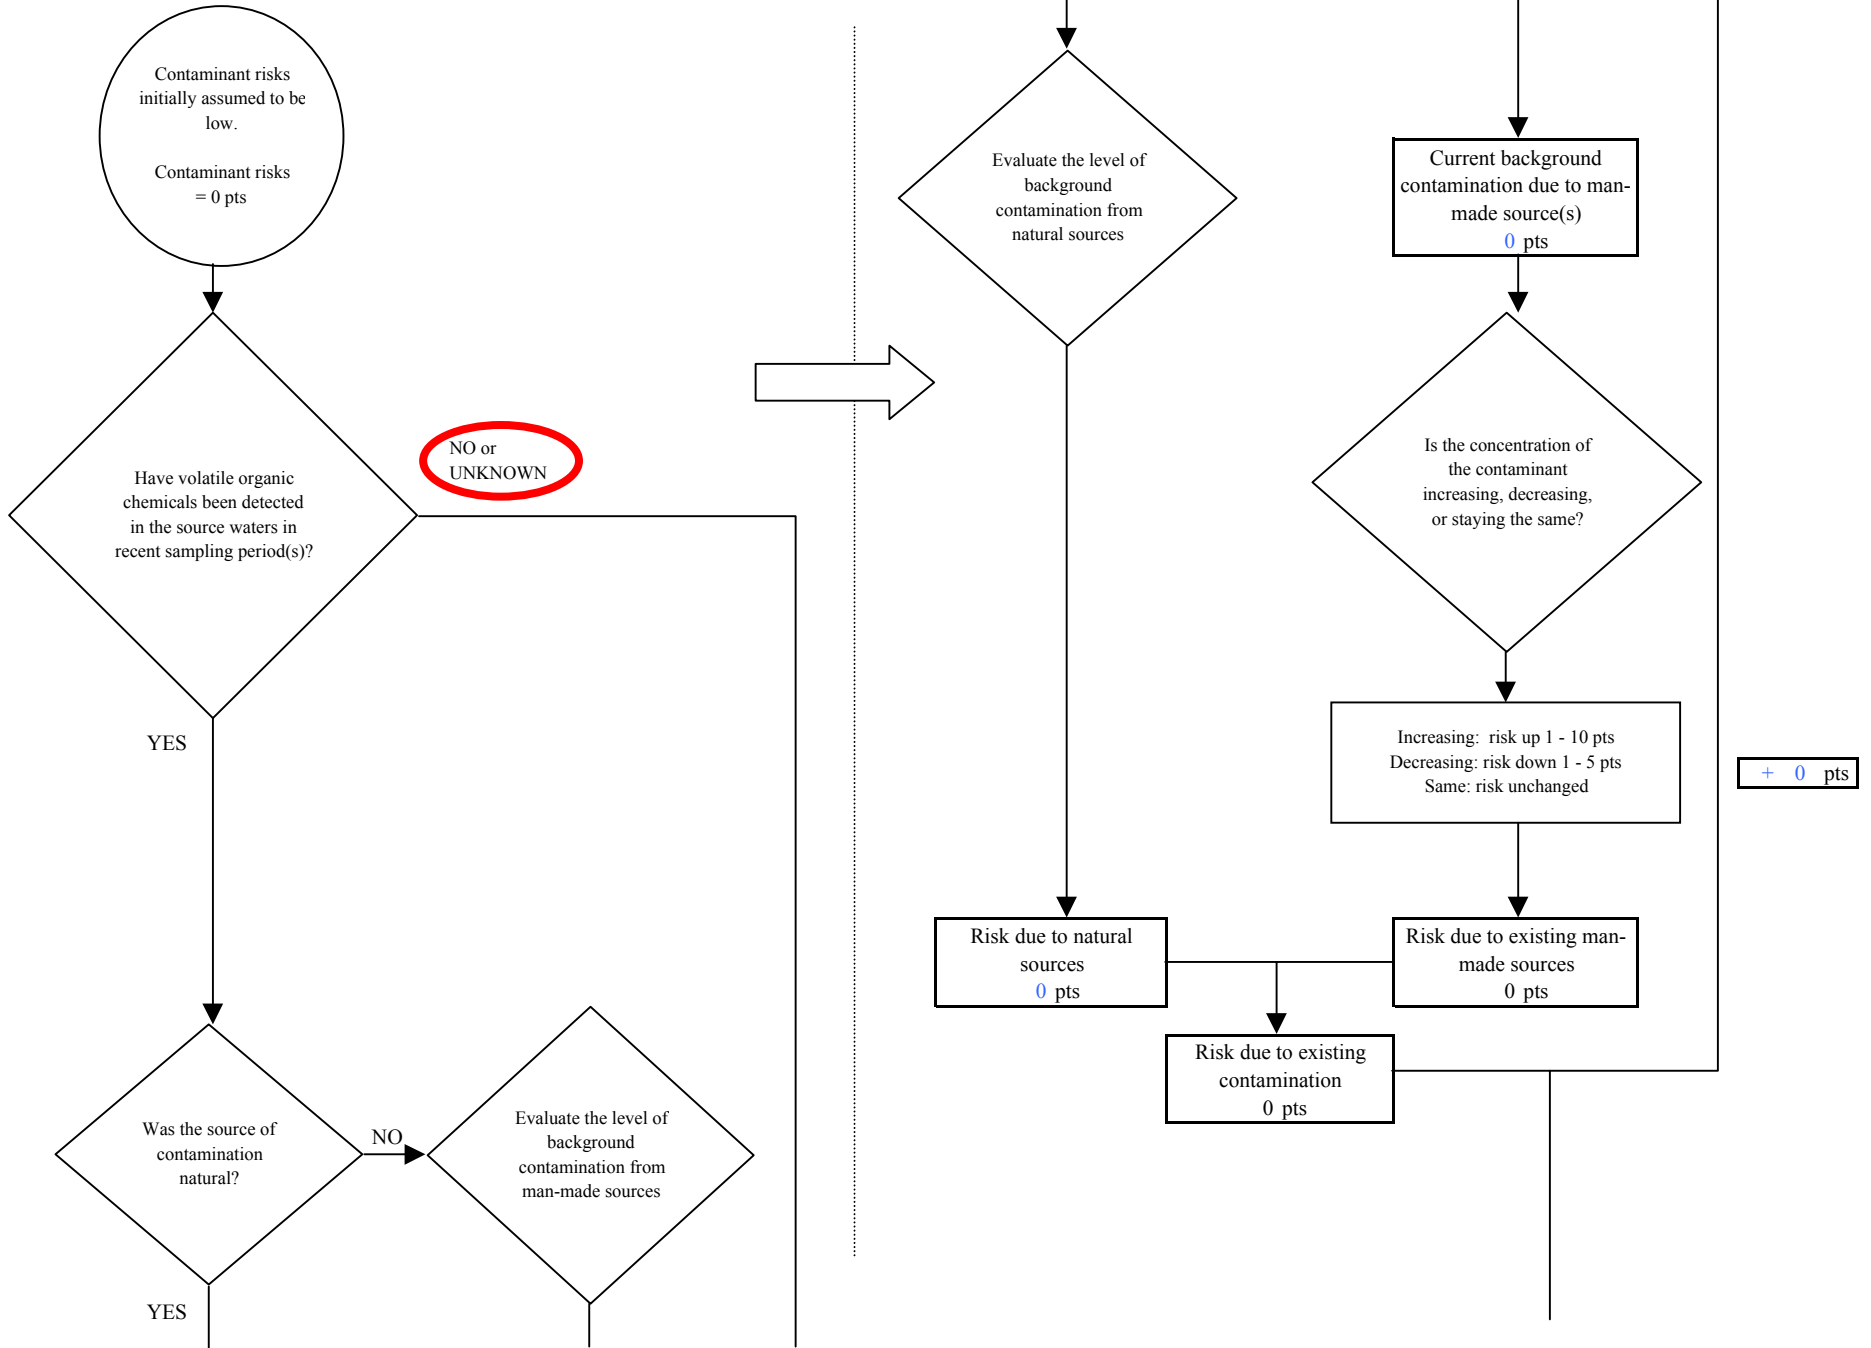 Contaminant risks
initially assumed to be
low.
Contaminant risks
= 0 pts
Have volatile organic
chemicals been detected
in the source waters in
recent sampling period(s)?
NO or
UNKNOWN
YES
Was the source of
contamination
natural?
NO
Evaluate the level of
background
contamination from
man-made sources
YES
Evaluate the level of
background
contamination from
natural sources
Current background
contamination due to man-
made source(s)
0 pts
Is the concentration of
the contaminant
increasing, decreasing,
or staying the same?
Increasing: risk up 1 - 10 pts
Decreasing: risk down 1 - 5 pts
Same: risk unchanged
+ 0 pts
Risk due to natural
sources
0 pts
Risk due to existing man-
made sources
0 pts
Risk due to existing
contamination
0 pts